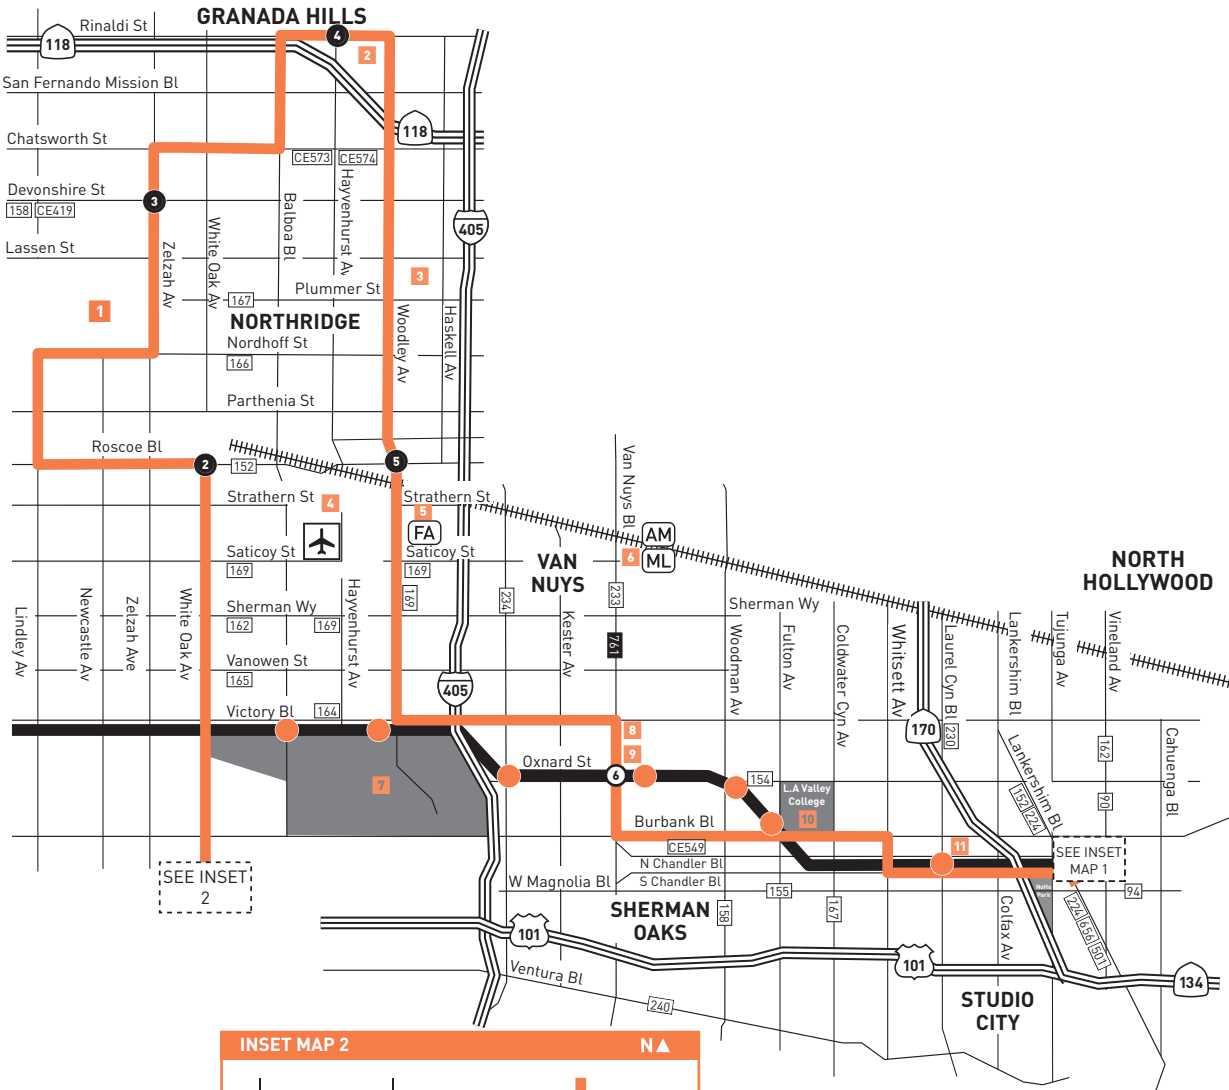 GRANADA HILLS
Rinaldi St
118
4
2
San Fernando Mission Bl
118
Chatsworth St
CE573
CE574
Devonshire St
158
CE419
3
Lassen St
Zelzah Av
White Oak Av
Balboa Bl
Hayvenhurst Av
405
3
Plummer St
167
1
NORTHRIDGE
Woodley Av
Haskell Av
Nordhoff St
166
Parthenia St
Roscoe Bl
2
152
5
Strathern St
4
Strathern St
5
FA
Van Nuys Bl
AM
ML
6
Saticoy St
169
Saticoy St
169
VAN
NUYS
NORTH
HOLLYWOOD
Lindley Av
Newcastle Av
Zelzah Ave
White Oak Av
Hayvenhurst Av
Sherman Wy
162
169
169
234
Kester Av
233
761
Sherman Wy
Woodman Av
Fulton Av
Coldwater Cyn Av
Whitsett Av
Laurel Cyn Bl
230
Lankershim Bl
Tujunga Av
Vineland Av
Vanowen St
165
405
Victory Bl
164
8
9
170
162
Cahuenga Bl
7
Oxnard St
6
154
L.A Valley
College
10
Lankershim Bl
152
224
90
Burbank Bl
CE549
N Chandler Bl
11
SEE INSET
MAP 1
SEE INSET
2
W Magnolia Bl
S Chandler Bl
155
NoHo
Park
94
SHERMAN
OAKS
158
167
Colfax Av
224
656
501
101
101
134
Ventura Bl
240
STUDIO
CITY
INSET MAP 2
N